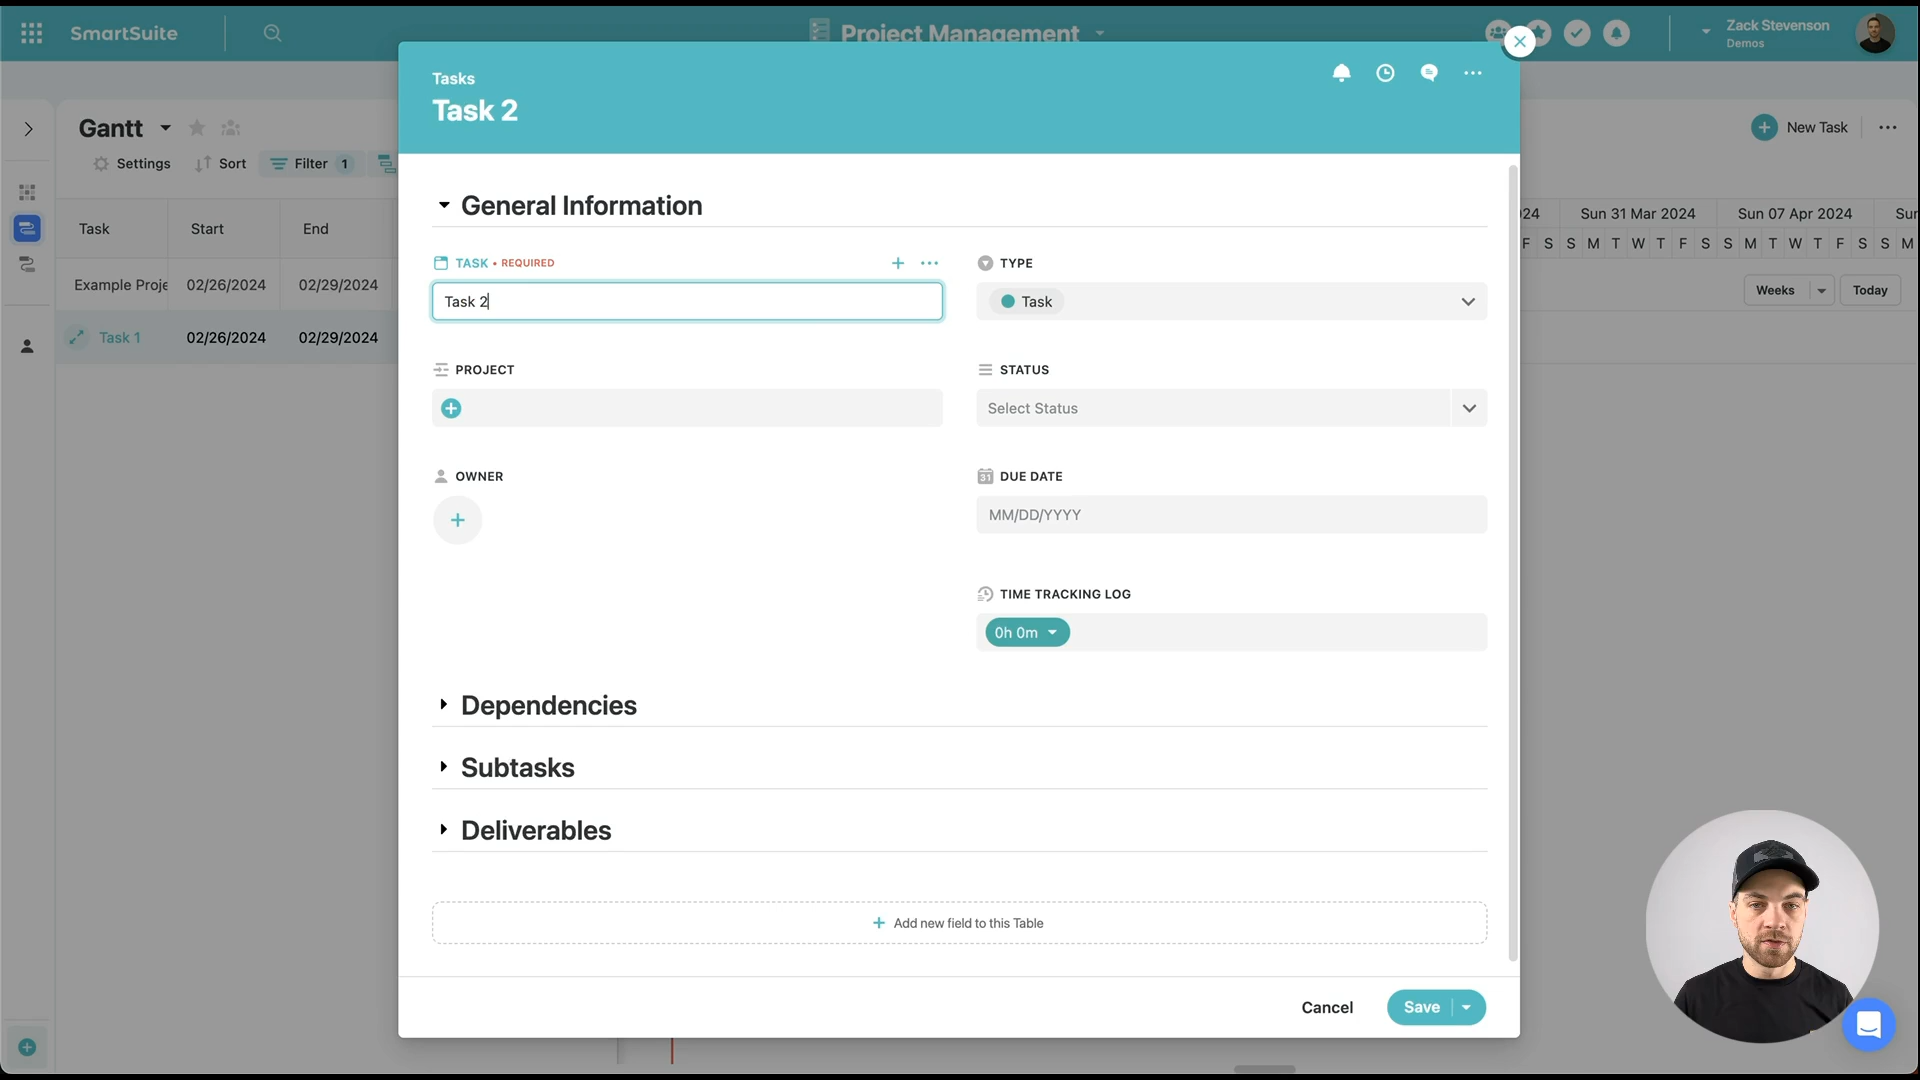 SmartSuite
Project Management
Zack Stevenson
Demos
Tasks
Task 2
Gantt
New Task
Settings
Sort
Filter 1
General Information
Task
Start
End
24
Sun 31 Mar 2024
Sun 07 Apr 2024
Sun
F S S M T W T F S S M T W T F S S M
TASK • REQUIRED
TYPE
Example Proje
02/26/2024
02/29/2024
Task 2
Task
Weeks
Today
Task 1
02/26/2024
02/29/2024
PROJECT
STATUS
Select Status
OWNER
31
DUE DATE
MM/DD/YYYY
TIME TRACKING LOG
0h 0m
Dependencies
Subtasks
Deliverables
Add new field to this Table
Cancel
Save